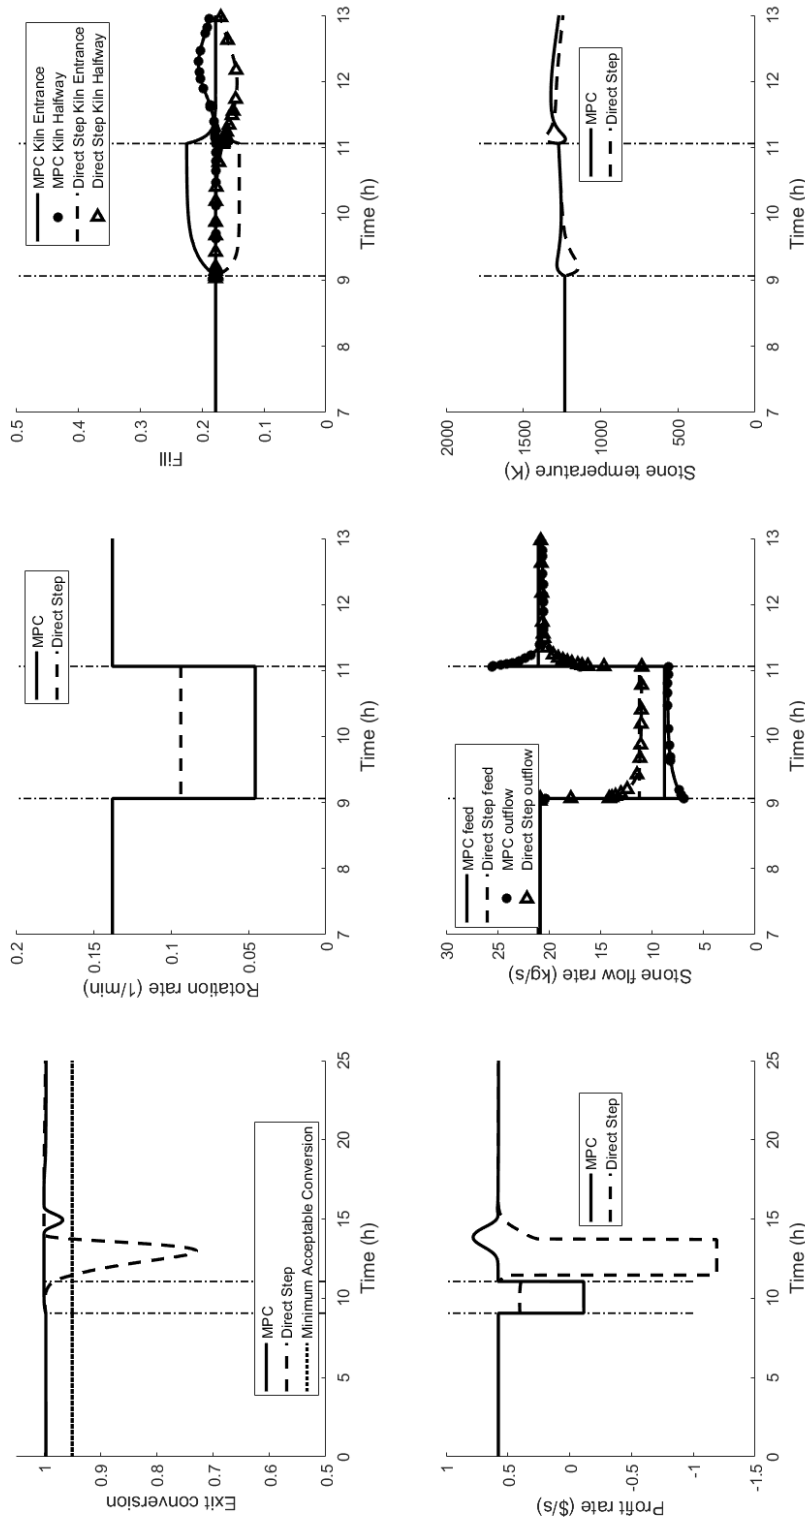 Exit conversion
1
0.9
0.8
0.7
0.6
0.5
0
5
10
15
20
25
Time (h)
MPC
Direct Step
Minimum Acceptable Conversion
Rotation rate (1/min)
0.2
0.15
0.1
0.05
0
7
8
9
10
11
12
13
Time (h)
MPC
Direct Step
Fill
0.5
0.4
0.3
0.2
0.1
0
7
8
9
10
11
12
13
Time (h)
MPC Kiln Entrance
MPC Kiln Halfway
Direct Step Kiln Entrance
Direct Step Kiln Halfway
Profit rate ($/s)
1
0.5
0
-0.5
-1
-1.5
0
5
10
15
20
25
Time (h)
MPC
Direct Step
Stone flow rate (kg/s)
30
25
20
15
10
5
0
7
8
9
10
11
12
13
Time (h)
MPC feed
Direct Step feed
MPC outflow
Direct Step outflow
Stone temperature (K)
2000
1500
1000
500
0
7
8
9
10
11
12
13
Time (h)
MPC
Direct Step